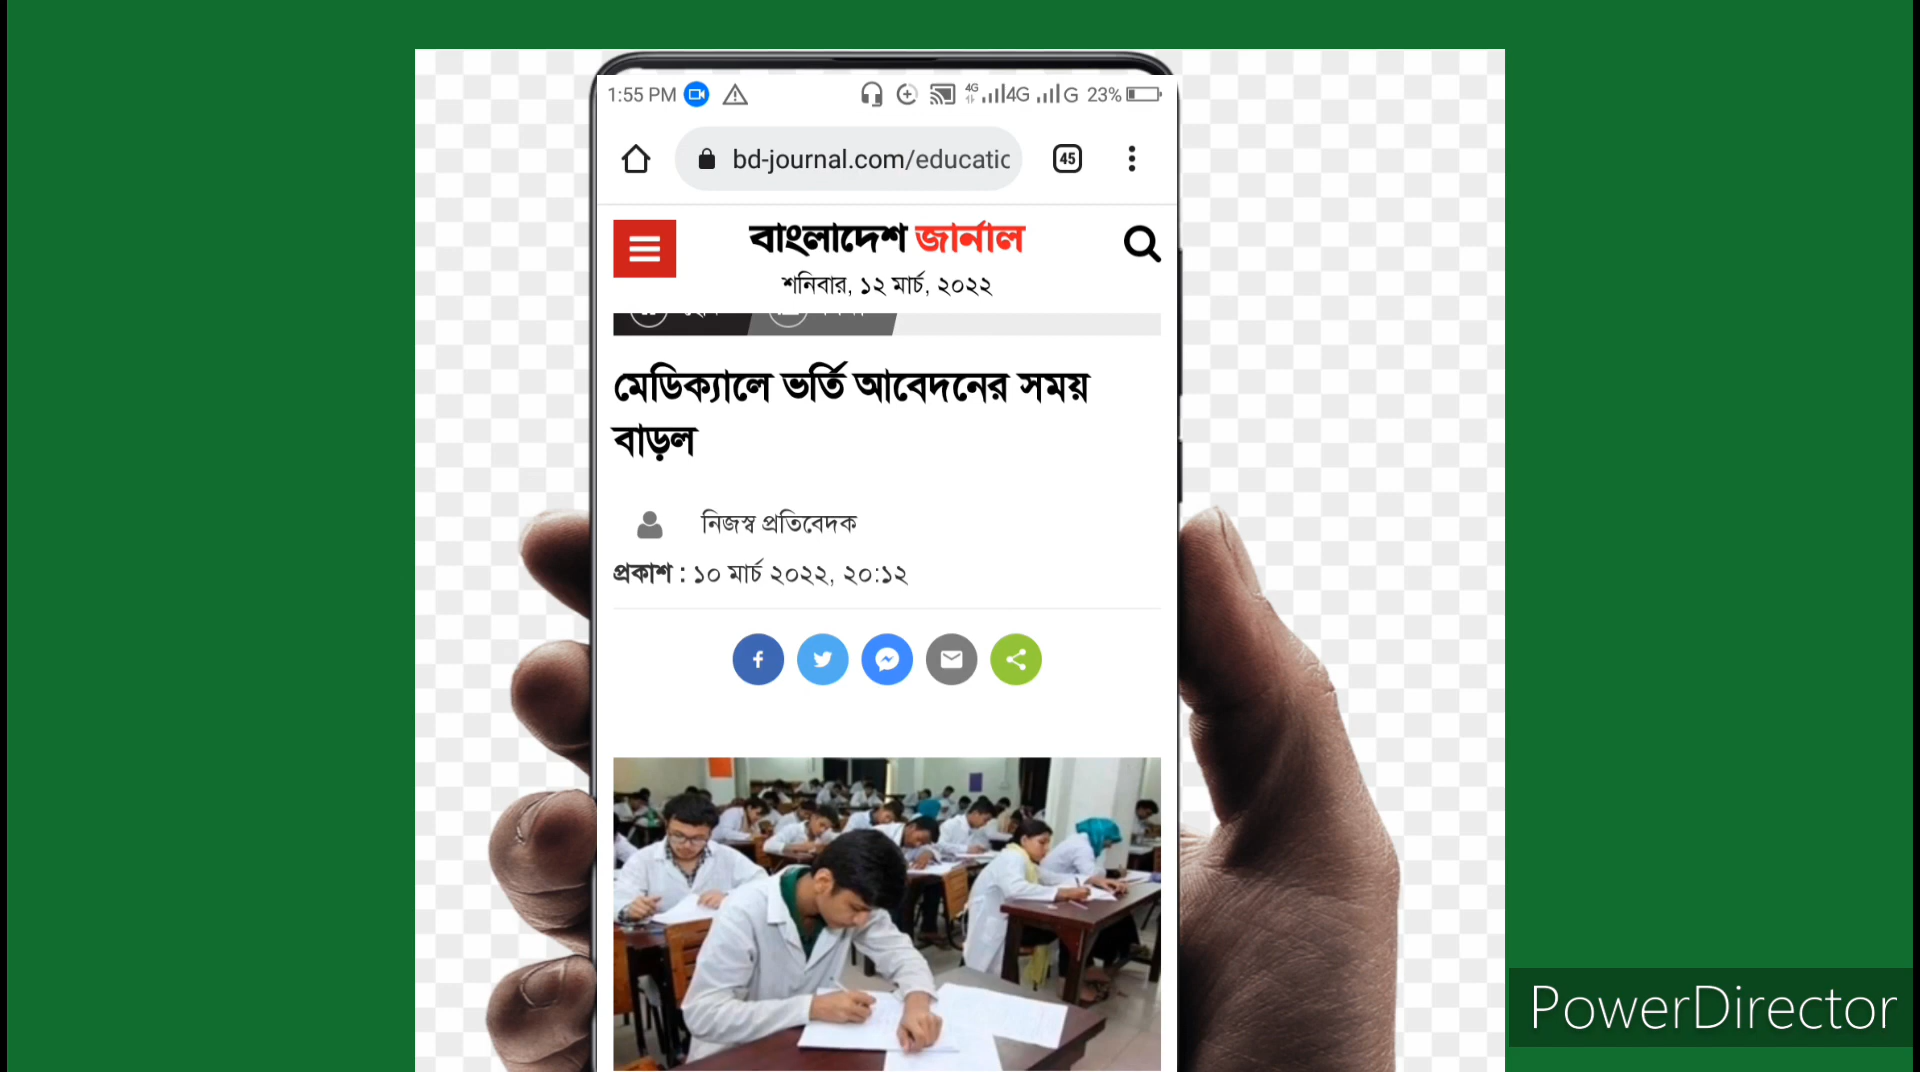 1:55 PM 4G 4G G 23%
bd-journal.com/educatic 45
বাংলাদেশ জার্নাল
শনিবার, ১২ মার্চ, ২০২২
মেডিক্যালে ভর্তি আবেদনের সময়
বাড়ল
নিজস্ব প্রতিবেদক
প্রকাশ : ১০ মার্চ ২০২২, ২০:১২
PowerDirector